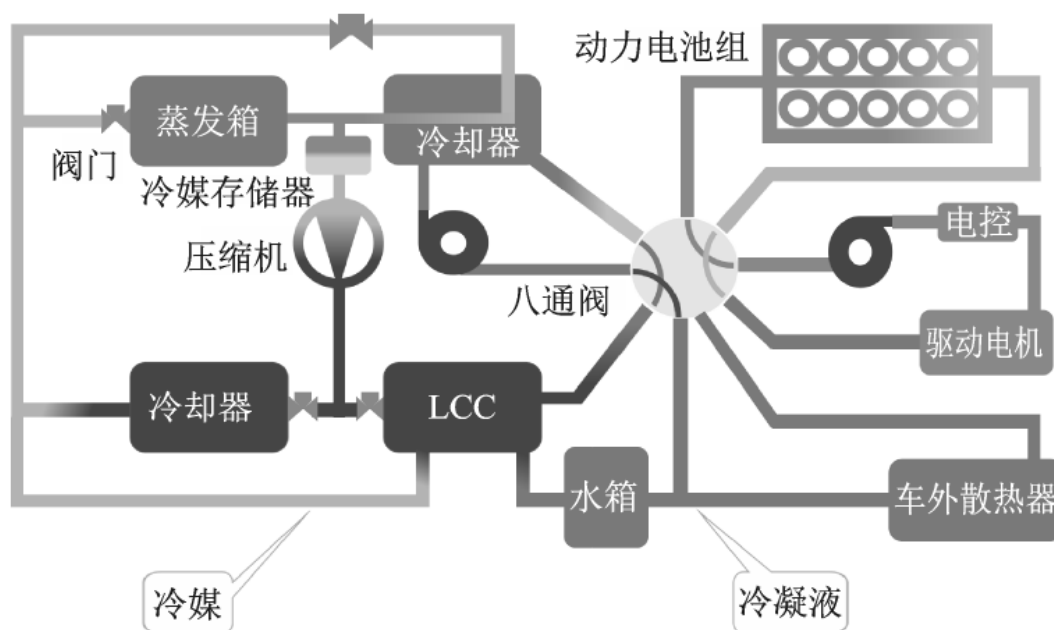 动力电池组
蒸发箱
冷却器
阀门
冷媒存储器
压缩机
电控
八通阀
驱动电机
冷却器
LCC
水箱
车外散热器
冷媒
冷凝液